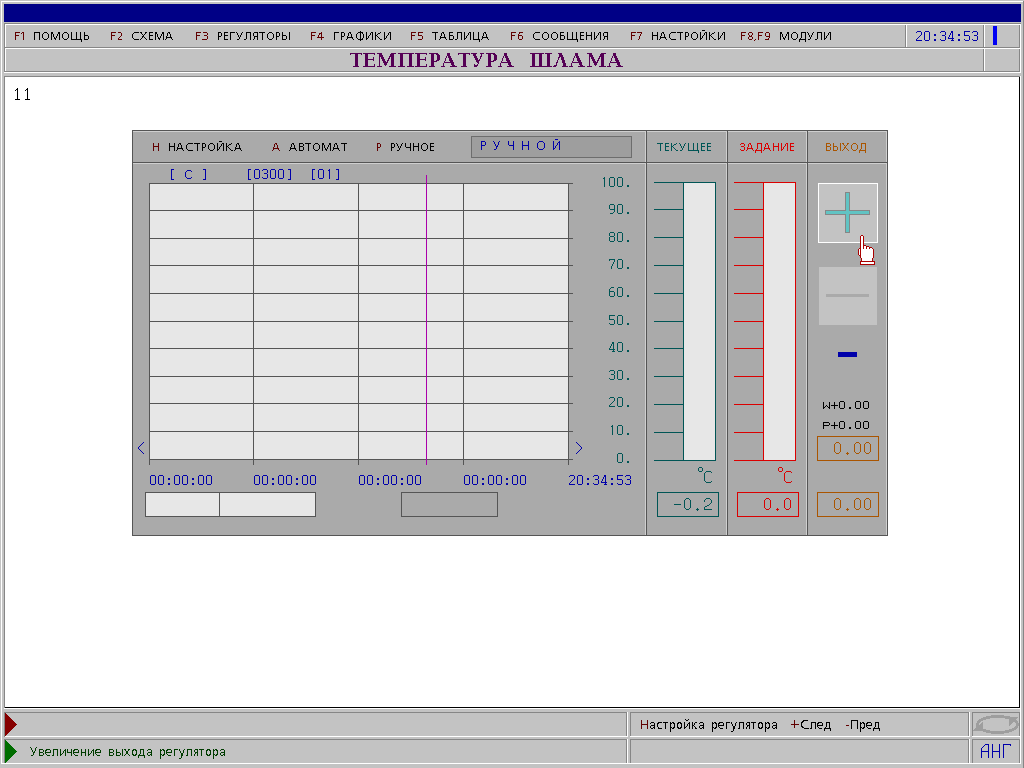 F1 ПОМОЩЬ F2 СХЕМА F3 РЕГУЛЯТОРЫ F4 ГРАФИКИ F5 ТАБЛИЦА F6 СООБЩЕНИЯ F7 НАСТРОЙКИ F8,F9 МОДУЛИ 20:34:53
ТЕМПЕРАТУРА ШЛАМА
11
Н НАСТРОЙКА А АВТОМАТ Р РУЧНОЕ РУЧНОЙ ТЕКУЩЕЕ ЗАДАНИЕ ВЫХОД
[ C ] [0300] [01]
100.
90.
80.
70.
60.
50.
40.
30.
20.
10.
0.
W+0.00
P+0.00
0.00
< >
00:00:00 00:00:00 00:00:00 00:00:00 20:34:53
°C °C
-0.2 0.0 0.00
Настройка регулятора +След -Пред
Увеличение выхода регулятора
АНГ